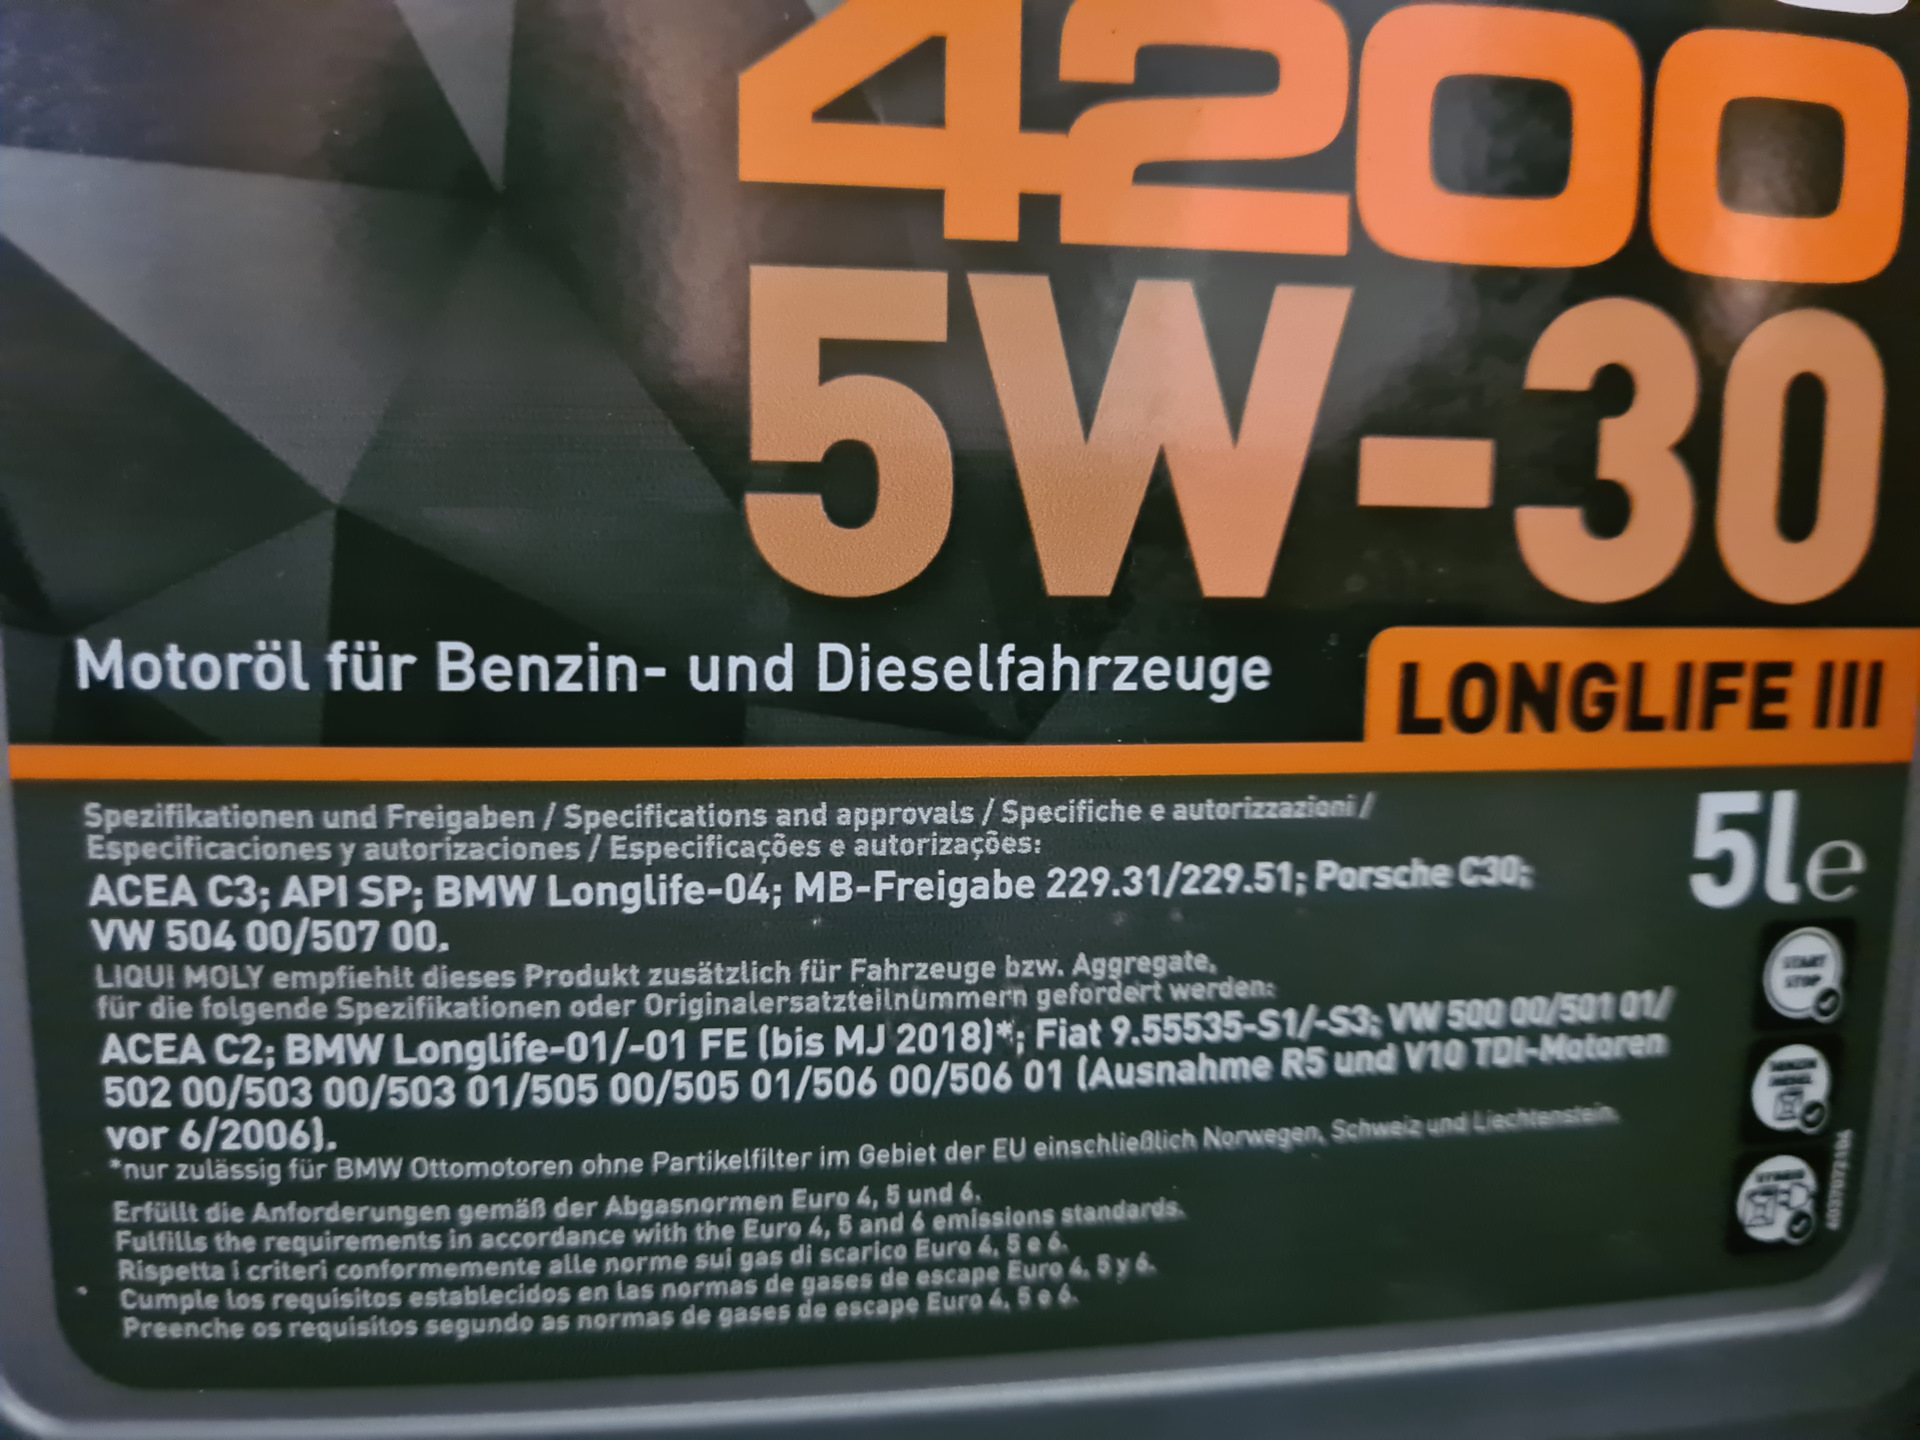 4200
5W-30
Motoröl für Benzin- und Dieselfahrzeuge
LONGLIFE III
Spezifikationen und Freigaben / Specifications and approvals / Specifiche e autorizzazioni /
Especificaciones y autorizaciones / Especificações e autorizações:
ACEA C3; API SP; BMW Longlife-04; MB-Freigabe 229.31/229.51; Porsche C30;
VW 504 00/507 00.
5l e
LIQUI MOLY empfiehlt dieses Produkt zusätzlich für Fahrzeuge bzw. Aggregate,
für die folgende Spezifikationen oder Originalersatzteilnummern gefordert werden:
ACEA C2; BMW Longlife-01/-01 FE (bis MJ 2018)*; Fiat 9.55535-S1/-S3; VW 500 00/501 01/
502 00/503 00/503 01/505 00/505 01/506 00/506 01 (Ausnahme R5 und V10 TDI-Motoren
vor 6/2006).
*nur zulässig für BMW Ottomotoren ohne Partikelfilter im Gebiet der EU einschließlich Norwegen, Schweiz und Liechtenstein.
Erfüllt die Anforderungen gemäß der Abgasnormen Euro 4, 5 und 6.
Fulfills the requirements in accordance with the Euro 4, 5 and 6 emissions standards.
Rispetta i criteri conformemente alle norme sui gas di scarico Euro 4, 5 e 6.
Cumple los requisitos establecidos en las normas de gases de escape Euro 4, 5 y 6.
Preenche os requisitos segundo as normas de gases de escape Euro 4, 5 e 6.
START
STOP